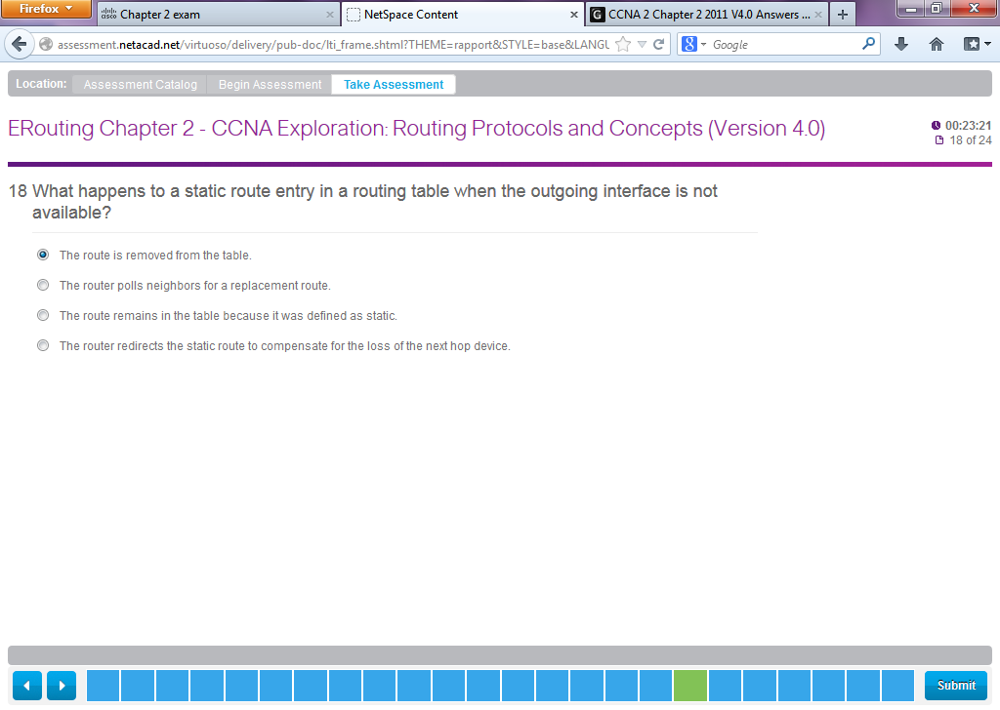 Firefox
cisco Chapter 2 exam
NetSpace Content
G CCNA 2 Chapter 2 2011 V4.0 Answers ...
assessment.netacad.net/virtuoso/delivery/pub-doc/lti_frame.shtml?THEME=rapport&STYLE=base&LANGU
8 Google
Location: Assessment Catalog Begin Assessment Take Assessment
ERouting Chapter 2 - CCNA Exploration: Routing Protocols and Concepts (Version 4.0)
00:23:21
18 of 24
18 What happens to a static route entry in a routing table when the outgoing interface is not
available?
The route is removed from the table.
The router polls neighbors for a replacement route.
The route remains in the table because it was defined as static.
The router redirects the static route to compensate for the loss of the next hop device.
Submit